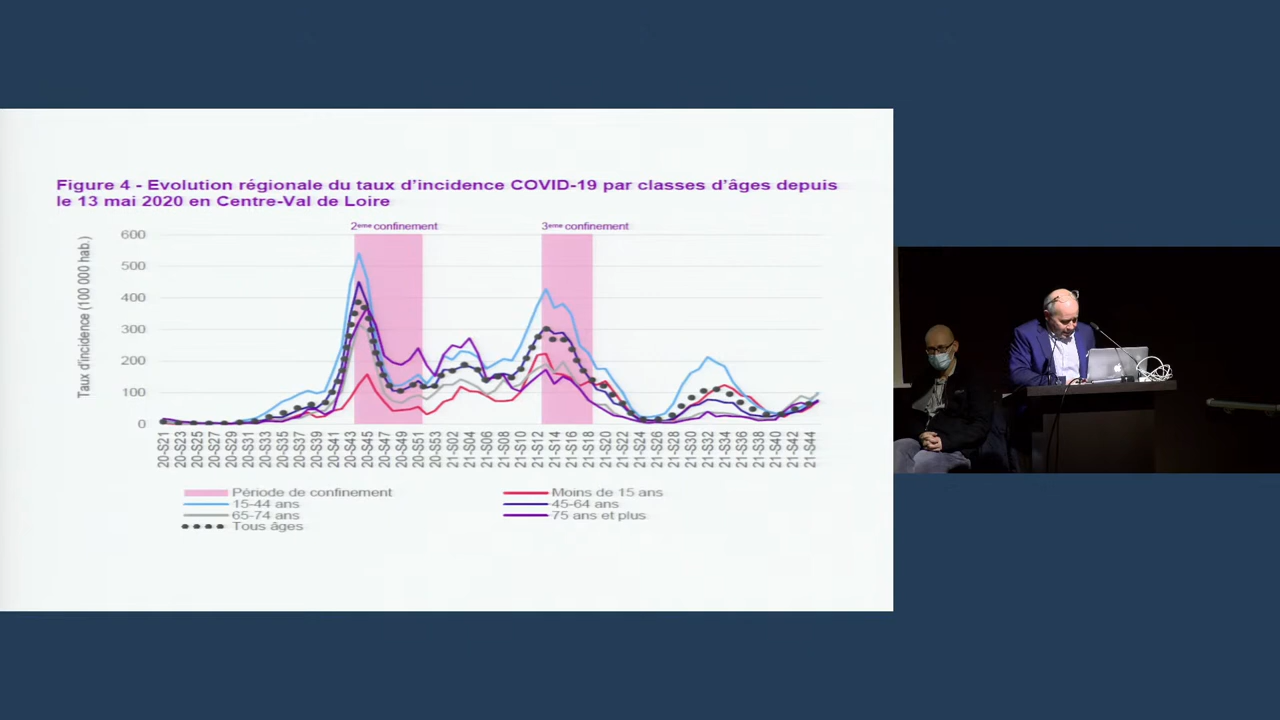 Figure 4 - Evolution régionale du taux d'incidence COVID-19 par classes d'âges depuis
le 13 mai 2020 en Centre-Val de Loire
2eme confinement
3eme confinement
Taux d'incidence (100 000 hab.)
600
500
400
300
200
100
0
20-S21
20-S23
20-S25
20-S27
20-S29
20-S31
20-S33
20-S35
20-S37
20-S39
20-S41
20-S43
20-S45
20-S47
20-S49
20-S51
20-S53
21-S02
21-S04
21-S06
21-S08
21-S10
21-S12
21-S14
21-S16
21-S18
21-S20
21-S22
21-S24
21-S26
21-S28
21-S30
21-S32
21-S34
21-S36
21-S38
21-S40
21-S42
21-S44
Période de confinement
Moins de 15 ans
15-44 ans
45-64 ans
65-74 ans
75 ans et plus
Tous âges